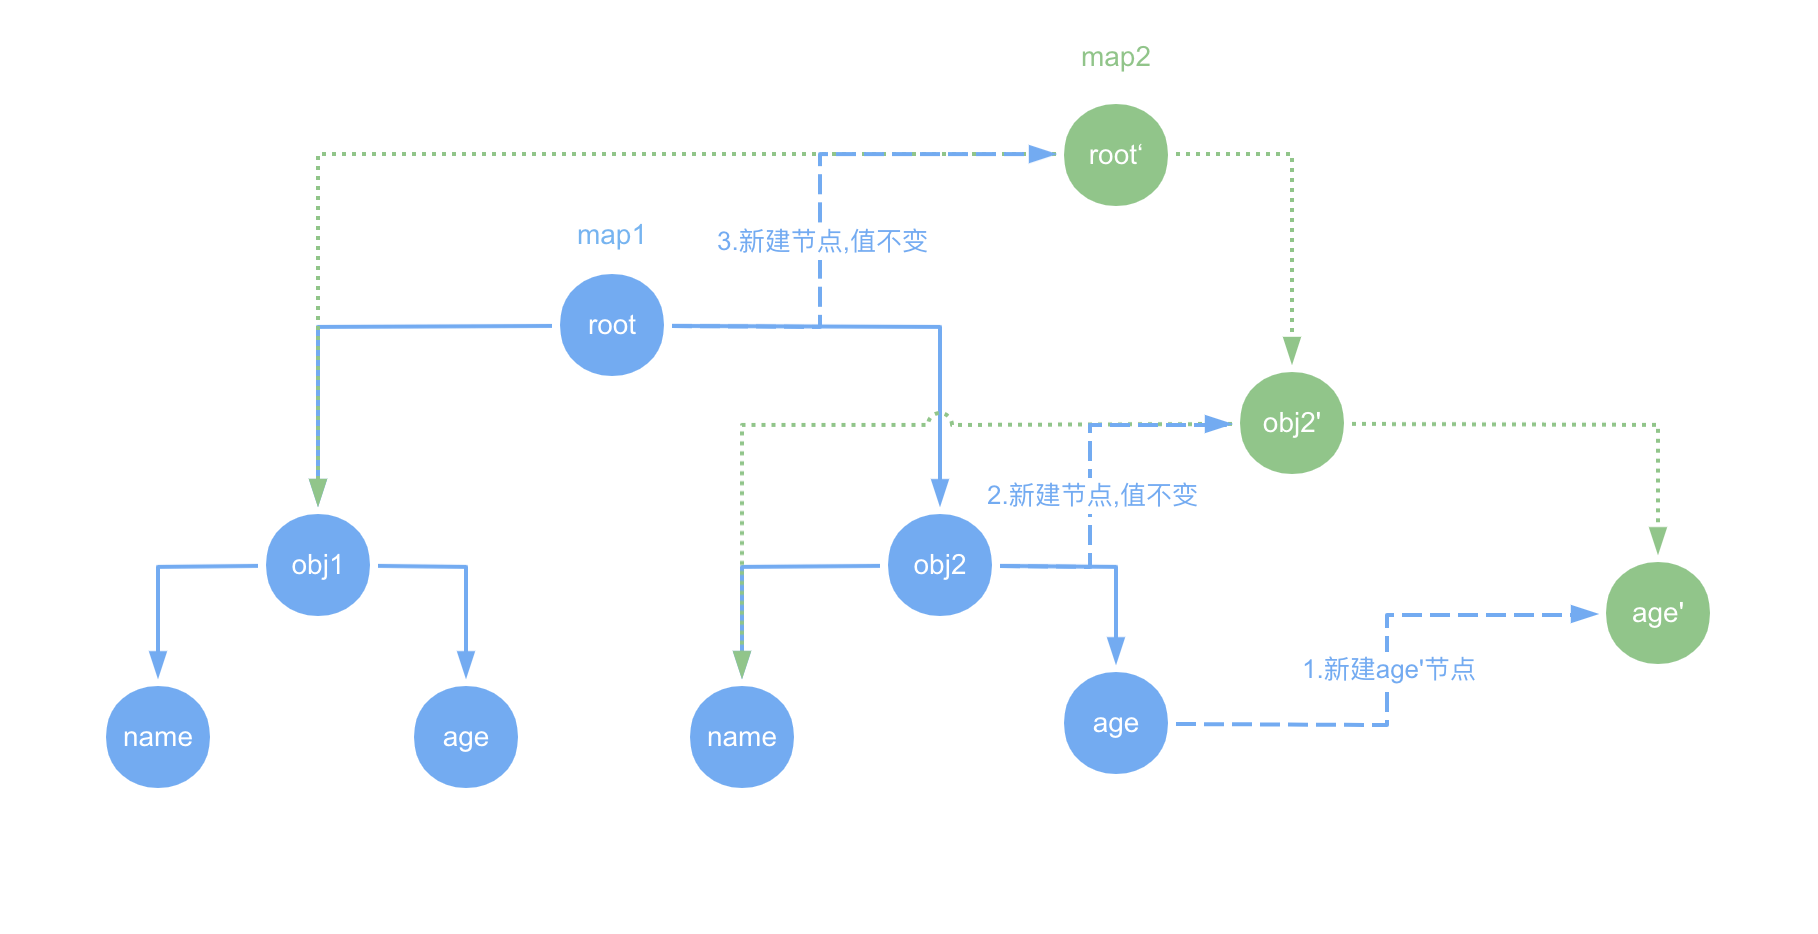 map2
root‘
map1
3.新建节点,值不变
root
obj2'
2.新建节点,值不变
obj1
obj2
age'
1.新建age'节点
name
age
name
age